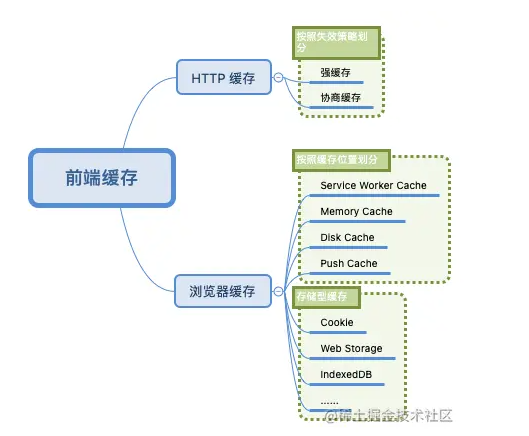 按照失效策略划
分
HTTP 缓存
强缓存
协商缓存
前端缓存
按照缓存位置划分
Service Worker Cache
Memory Cache
Disk Cache
Push Cache
浏览器缓存
存储型缓存
Cookie
Web Storage
IndexedDB
......
@稀土掘金技术社区